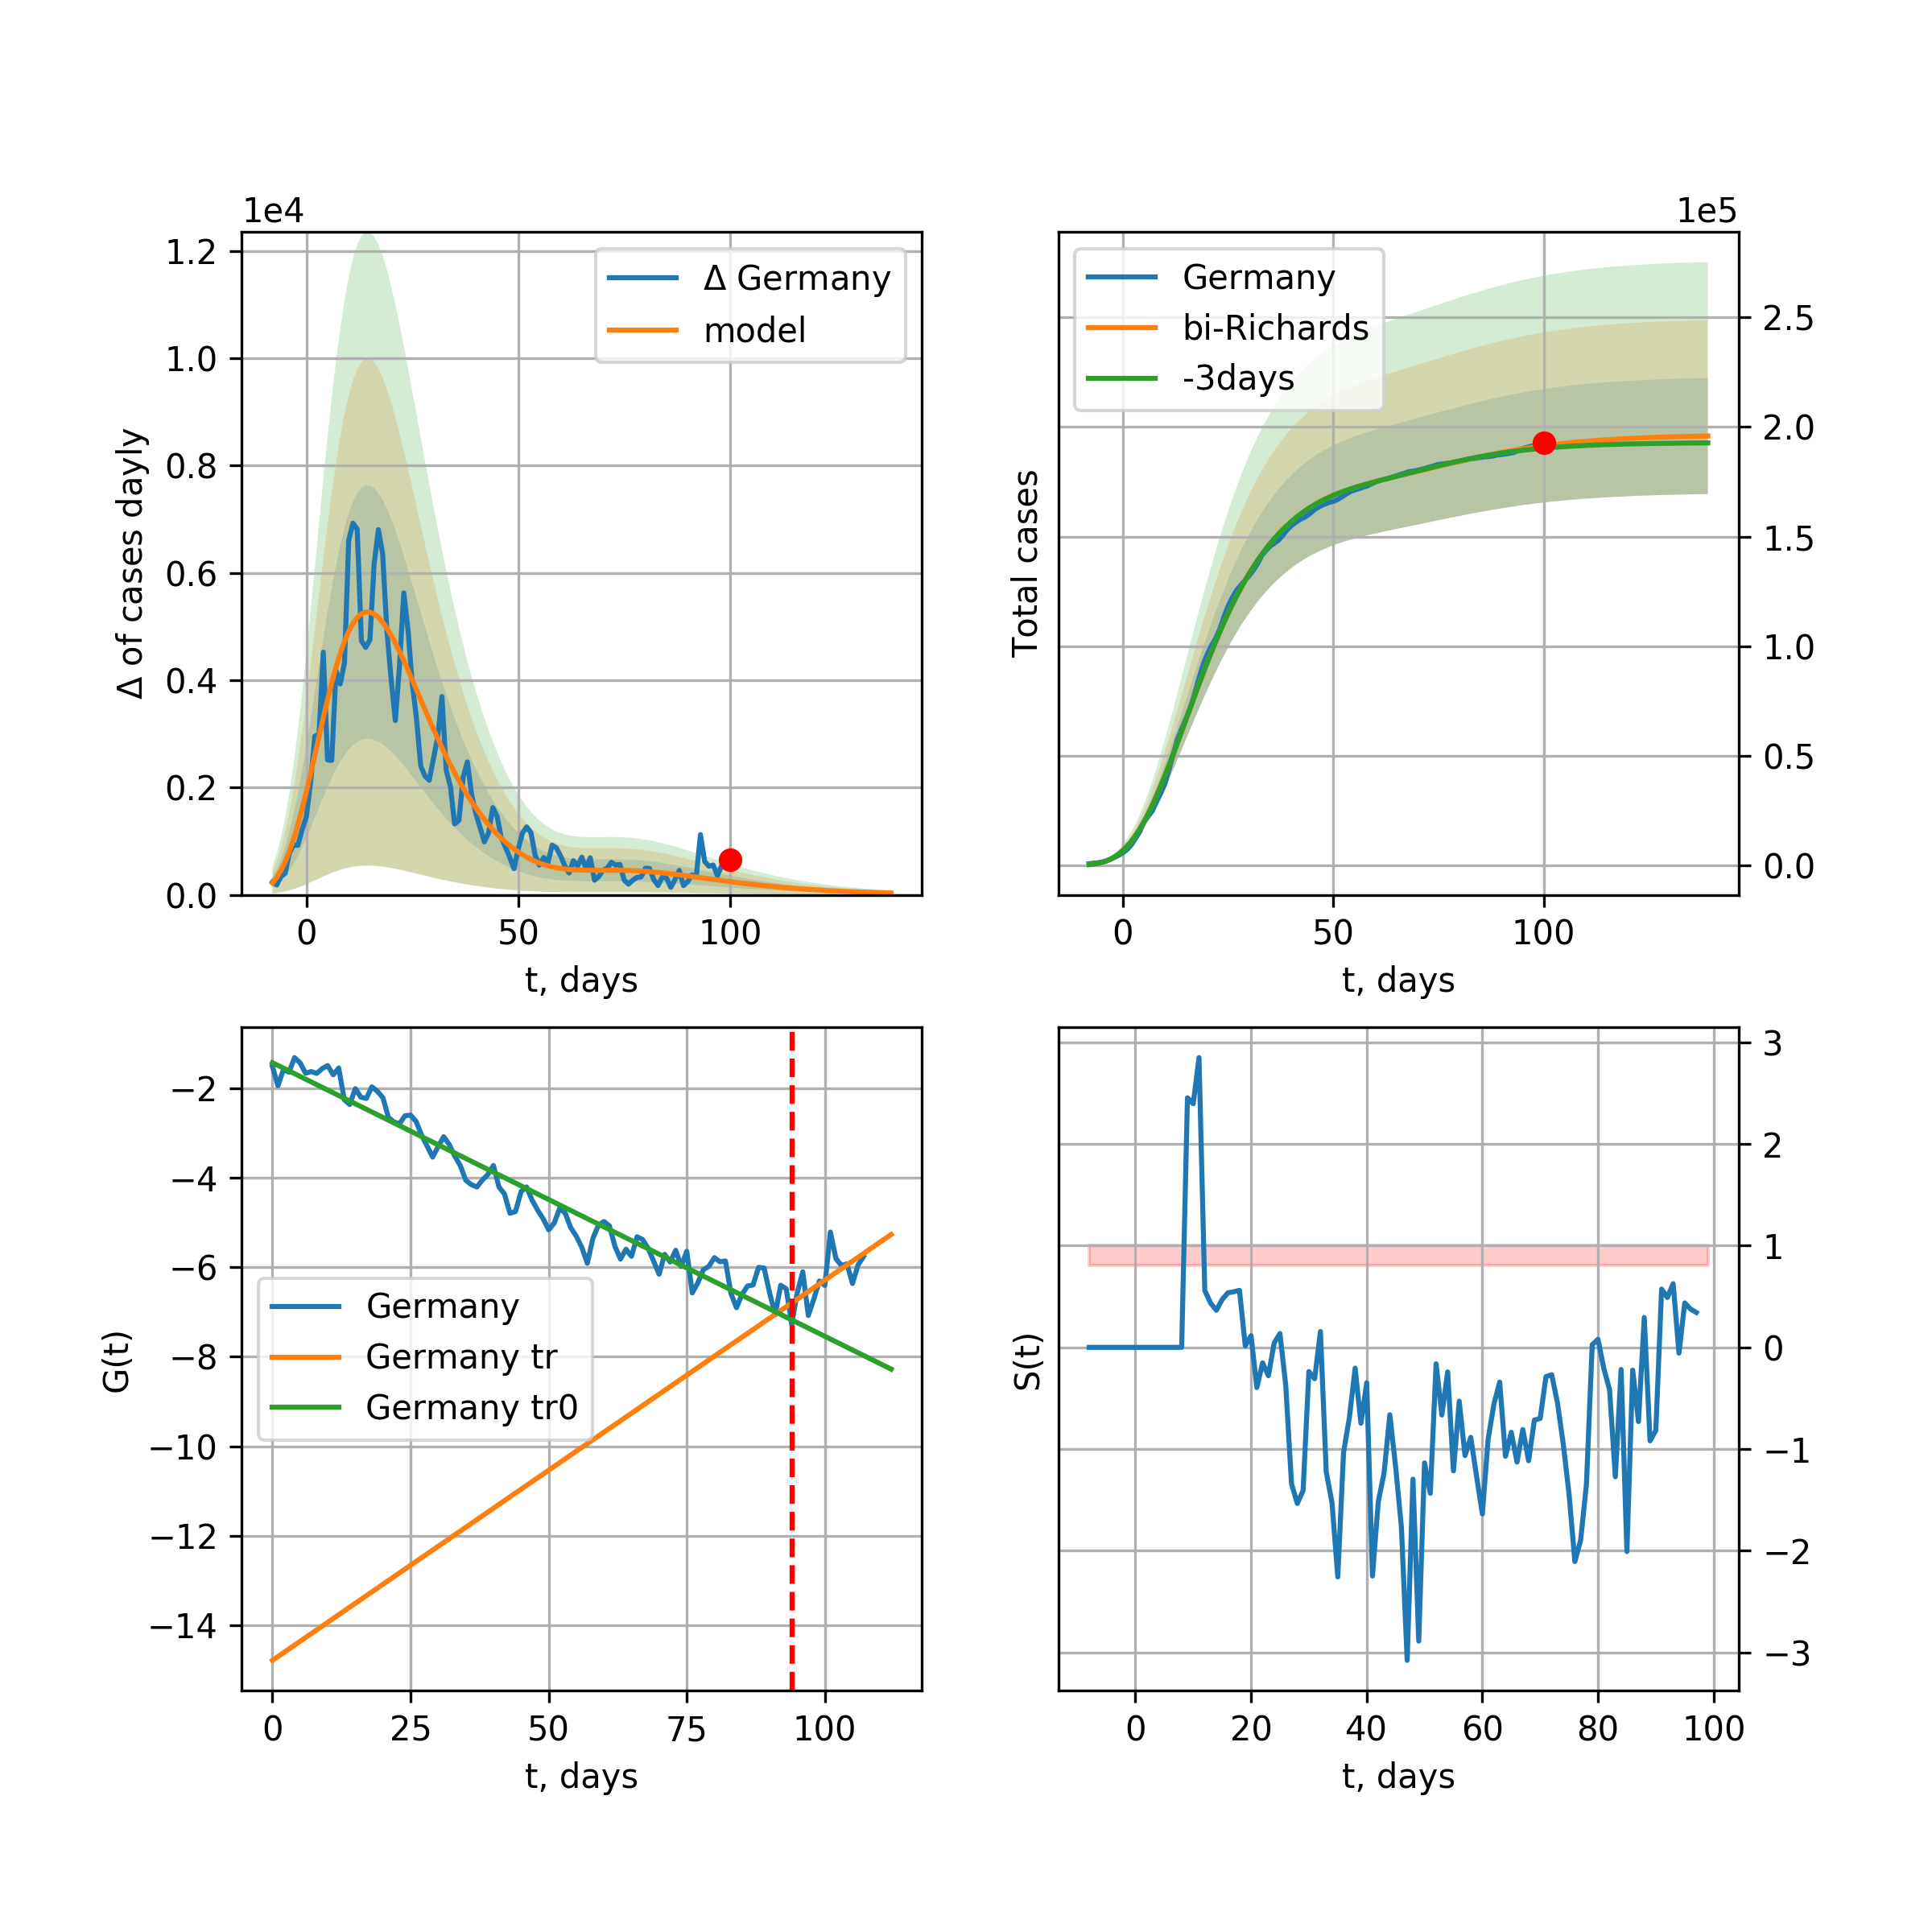 1e4
1.2
1.0
0.8
0.6
0.4
0.2
0.0
Δ of cases dayly
Δ Germany
model
0
50
100
t, days
1e5
Germany
bi-Richards
-3days
Total cases
2.5
2.0
1.5
1.0
0.5
0.0
0
50
100
t, days
−2
−4
−6
−8
−10
−12
−14
G(t)
Germany
Germany tr
Germany tr0
0
25
50
75
100
t, days
S(t)
3
2
1
0
−1
−2
−3
0
20
40
60
80
100
t, days